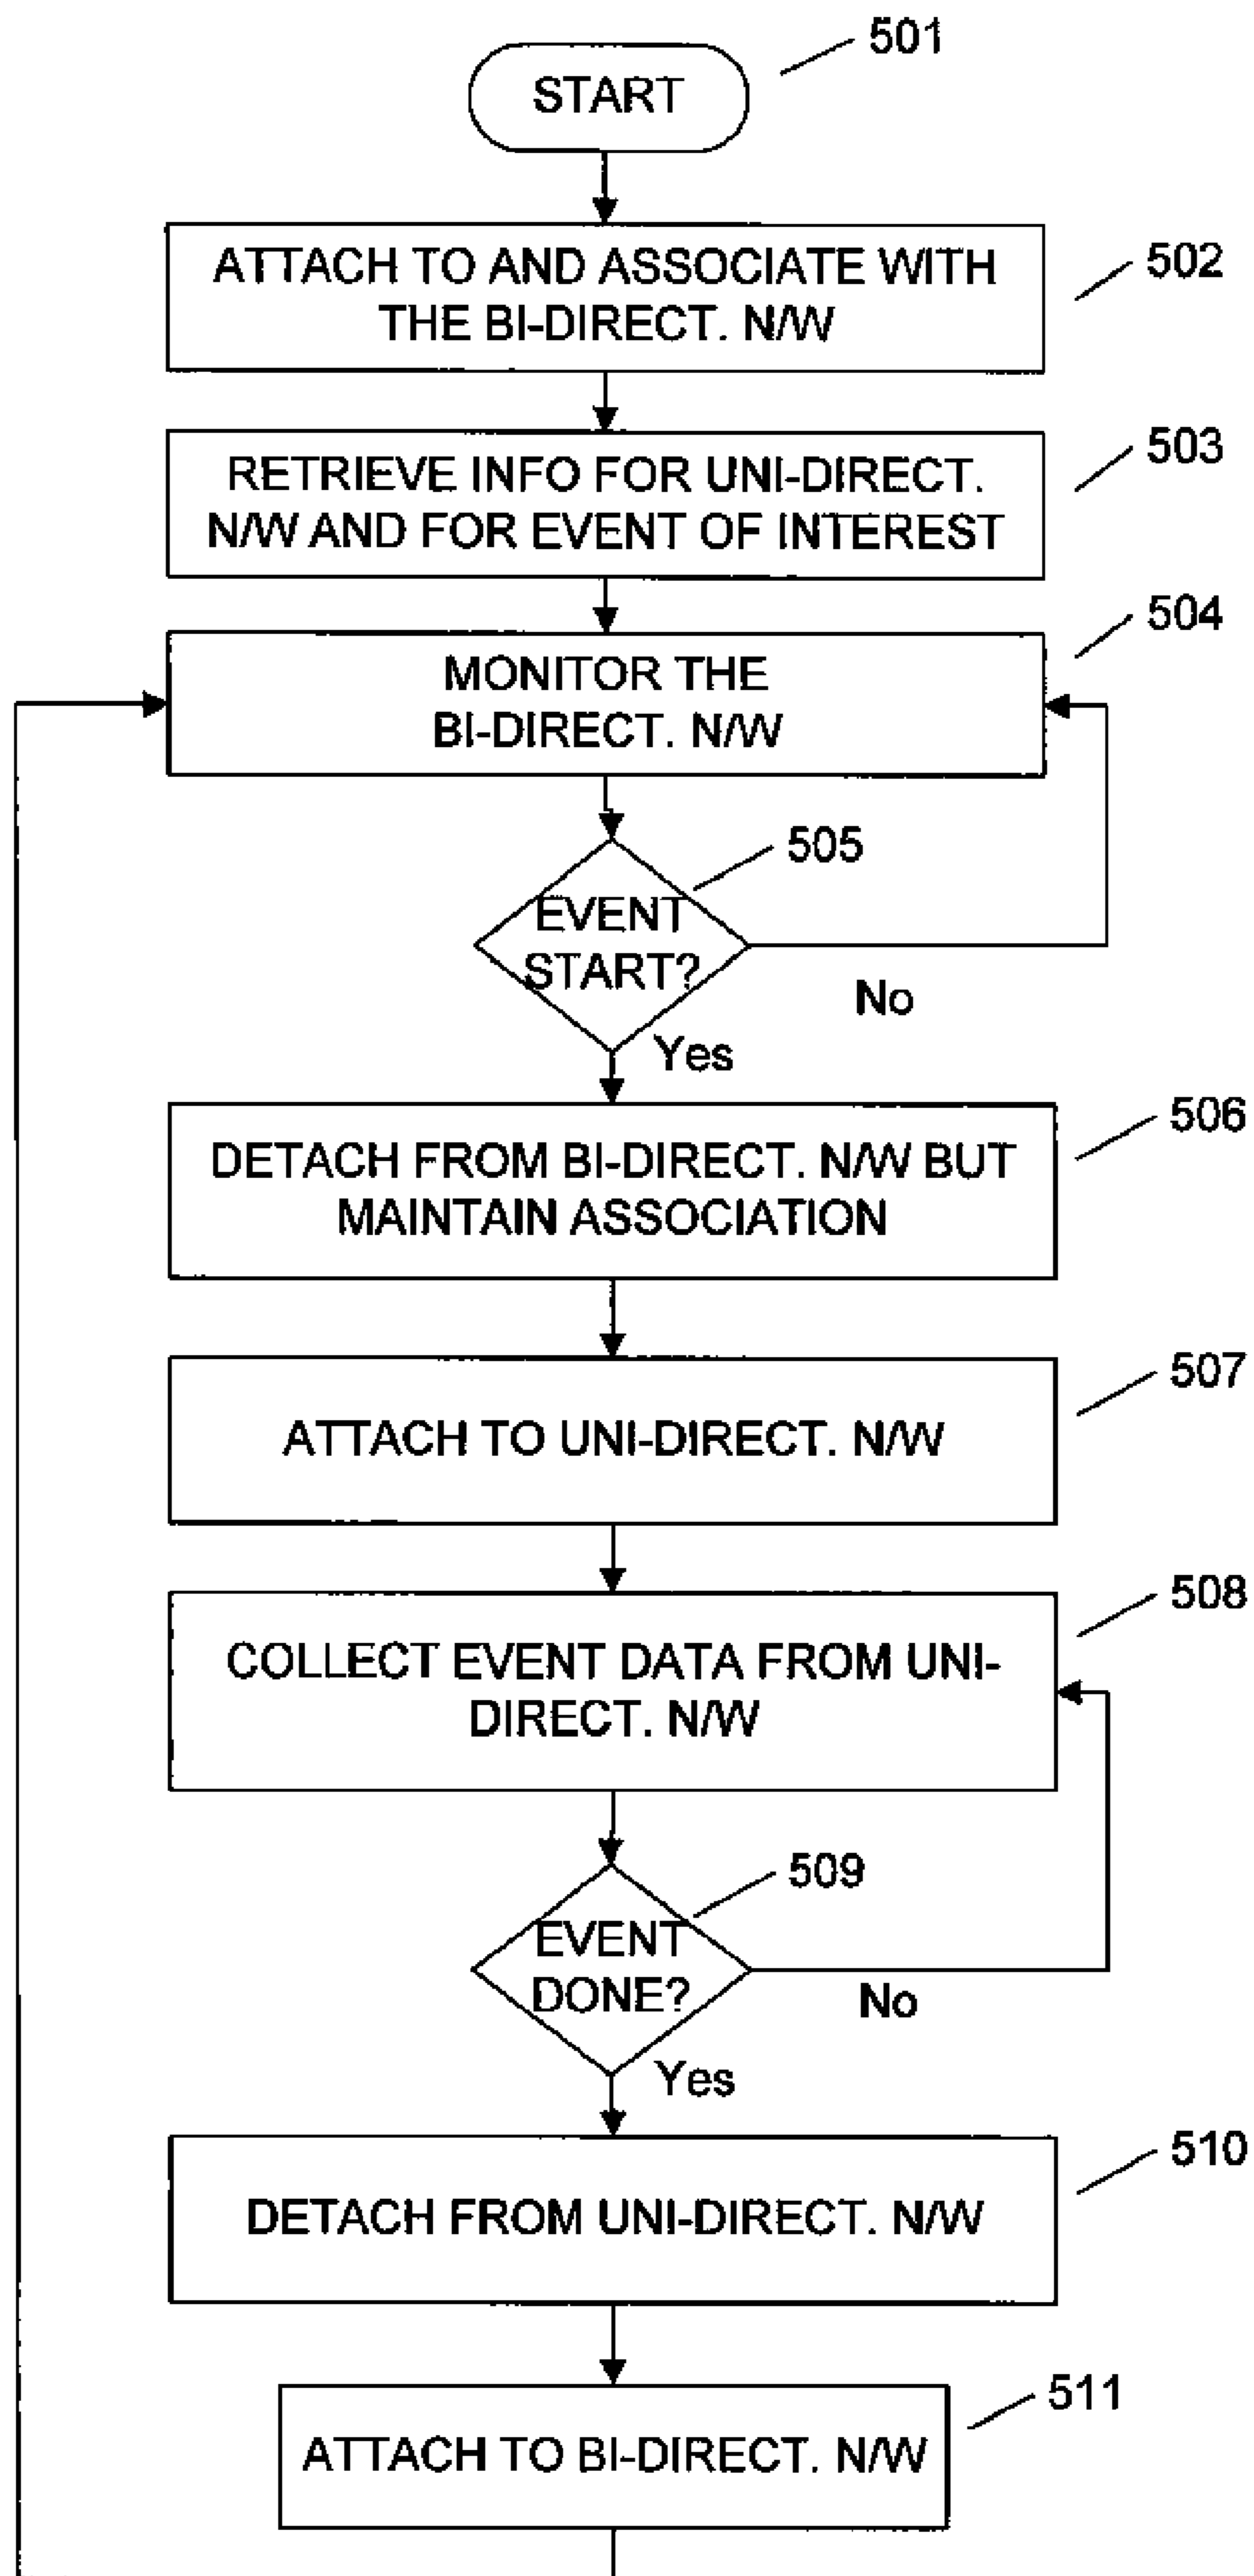 501
START
ATTACH TO AND ASSOCIATE WITH
THE BI-DIRECT. N/W
502
RETRIEVE INFO FOR UNI-DIRECT.
N/W AND FOR EVENT OF INTEREST
503
MONITOR THE
BI-DIRECT. N/W
504
505
EVENT
START?
No
Yes
DETACH FROM BI-DIRECT. N/W BUT
MAINTAIN ASSOCIATION
506
ATTACH TO UNI-DIRECT. N/W
507
COLLECT EVENT DATA FROM UNI-
DIRECT. N/W
508
509
EVENT
DONE?
No
Yes
DETACH FROM UNI-DIRECT. N/W
510
ATTACH TO BI-DIRECT. N/W
511